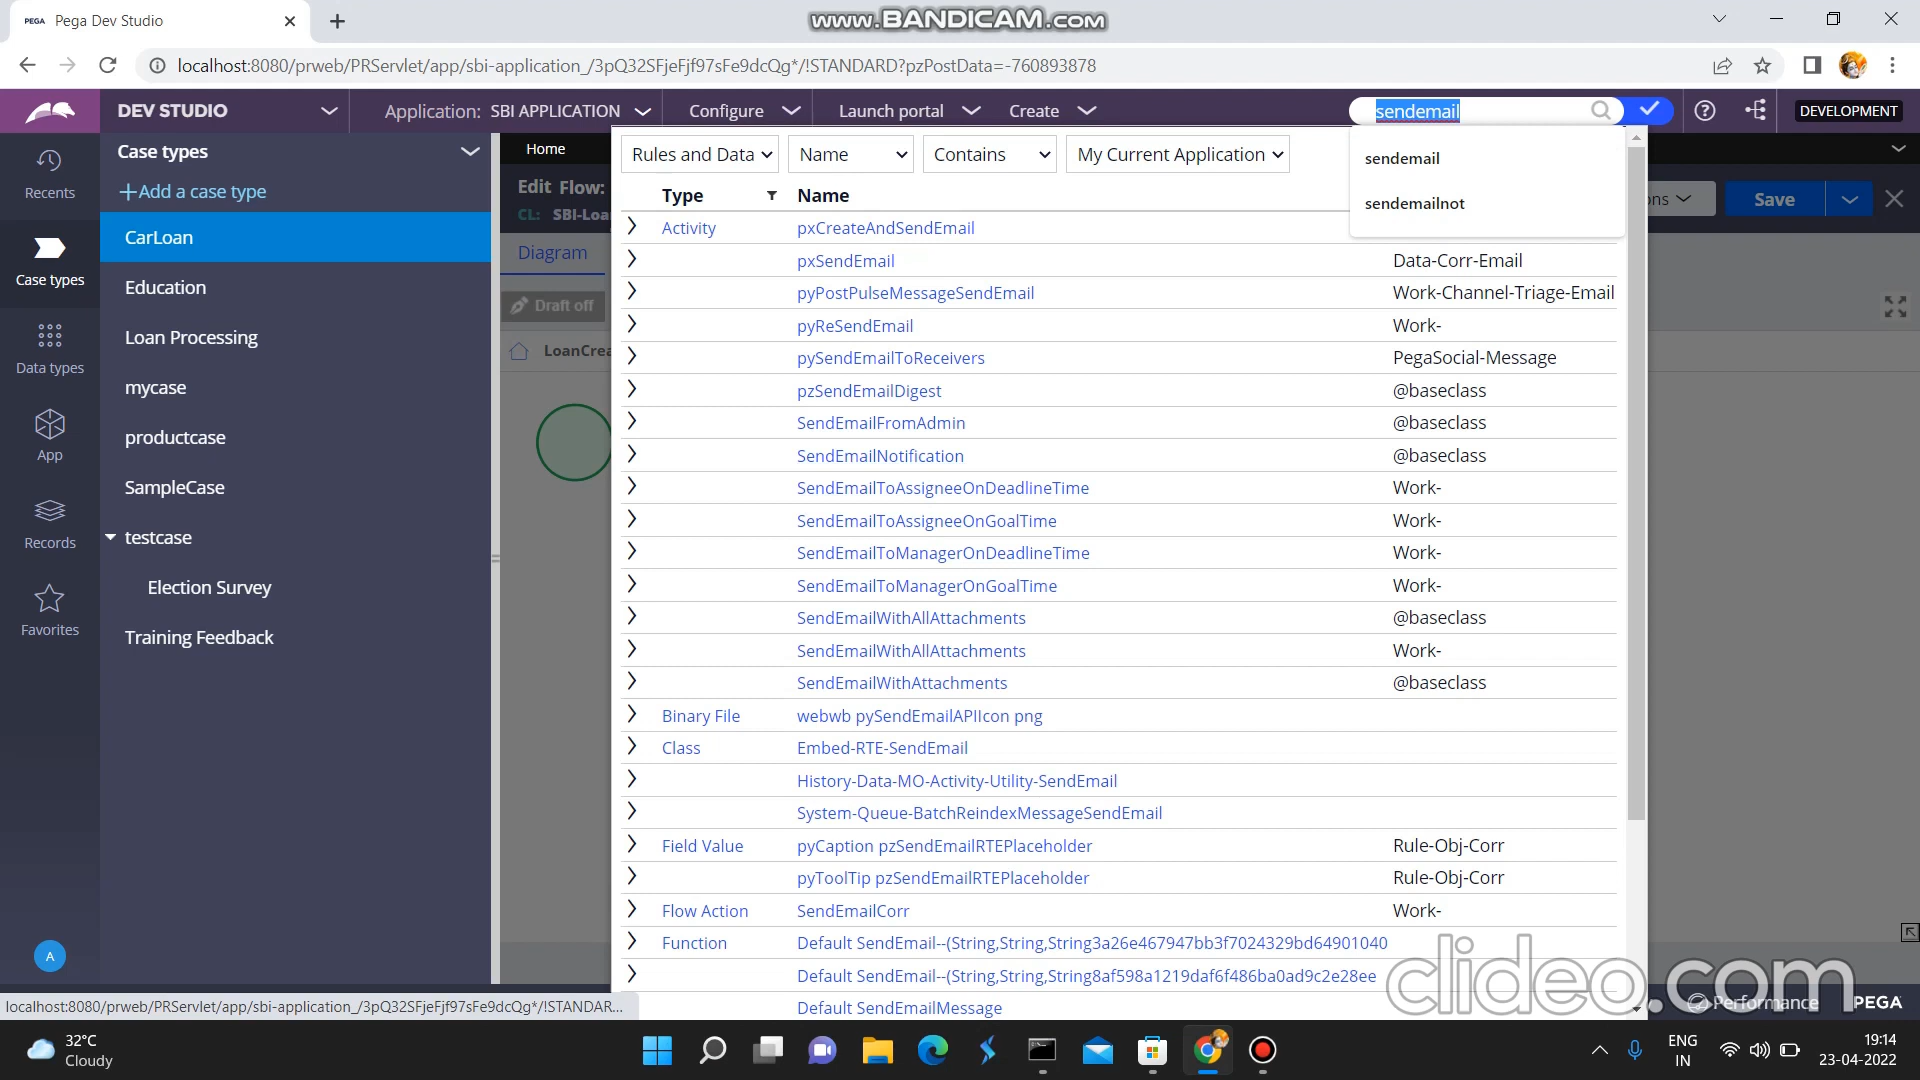 PEGA Pega Dev Studio
www.BANDICAM.com
localhost:8080/prweb/PRServlet/app/sbi-application_/3pQ32SFjeFjf97sFe9dcQg*/!STANDARD?pzPostData=-760893878
DEV STUDIO
Application: SBI APPLICATION
Configure
Launch portal
Create
sendemail
DEVELOPMENT
sendemail
sendemailnot
Recents
Case types
Data types
App
Records
Favorites
A
Case types
+Add a case type
CarLoan
Education
Loan Processing
mycase
productcase
SampleCase
testcase
Election Survey
Training Feedback
Home
Edit Flow:
CL: SBI-Loa
ons
Save
Diagram
Draft off
LoanCrea
Rules and Data
Name
Contains
My Current Application
Type Name
Activity pxCreateAndSendEmail
pxSendEmail Data-Corr-Email
pyPostPulseMessageSendEmail Work-Channel-Triage-Email
pyReSendEmail Work-
pySendEmailToReceivers PegaSocial-Message
pzSendEmailDigest @baseclass
SendEmailFromAdmin @baseclass
SendEmailNotification @baseclass
SendEmailToAssigneeOnDeadlineTime Work-
SendEmailToAssigneeOnGoalTime Work-
SendEmailToManagerOnDeadlineTime Work-
SendEmailToManagerOnGoalTime Work-
SendEmailWithAllAttachments @baseclass
SendEmailWithAllAttachments Work-
SendEmailWithAttachments @baseclass
Binary File webwb pySendEmailAPIIcon png
Class Embed-RTE-SendEmail
History-Data-MO-Activity-Utility-SendEmail
System-Queue-BatchReindexMessageSendEmail
Field Value pyCaption pzSendEmailRTEPlaceholder Rule-Obj-Corr
pyToolTip pzSendEmailRTEPlaceholder Rule-Obj-Corr
Flow Action SendEmailCorr Work-
Function Default SendEmail--(String,String,String3a26e467947bb3f7024329bd64901040
Default SendEmail--(String,String,String8af598a1219daf6f486ba0ad9c2e28ee
Default SendEmailMessage
clideo.com
Performance
PEGA
localhost:8080/prweb/PRServlet/app/sbi-application_/3pQ32SFjeFjf97sFe9dcQg*/!STANDAR...
32°C
Cloudy
ENG
IN
19:14
23-04-2022